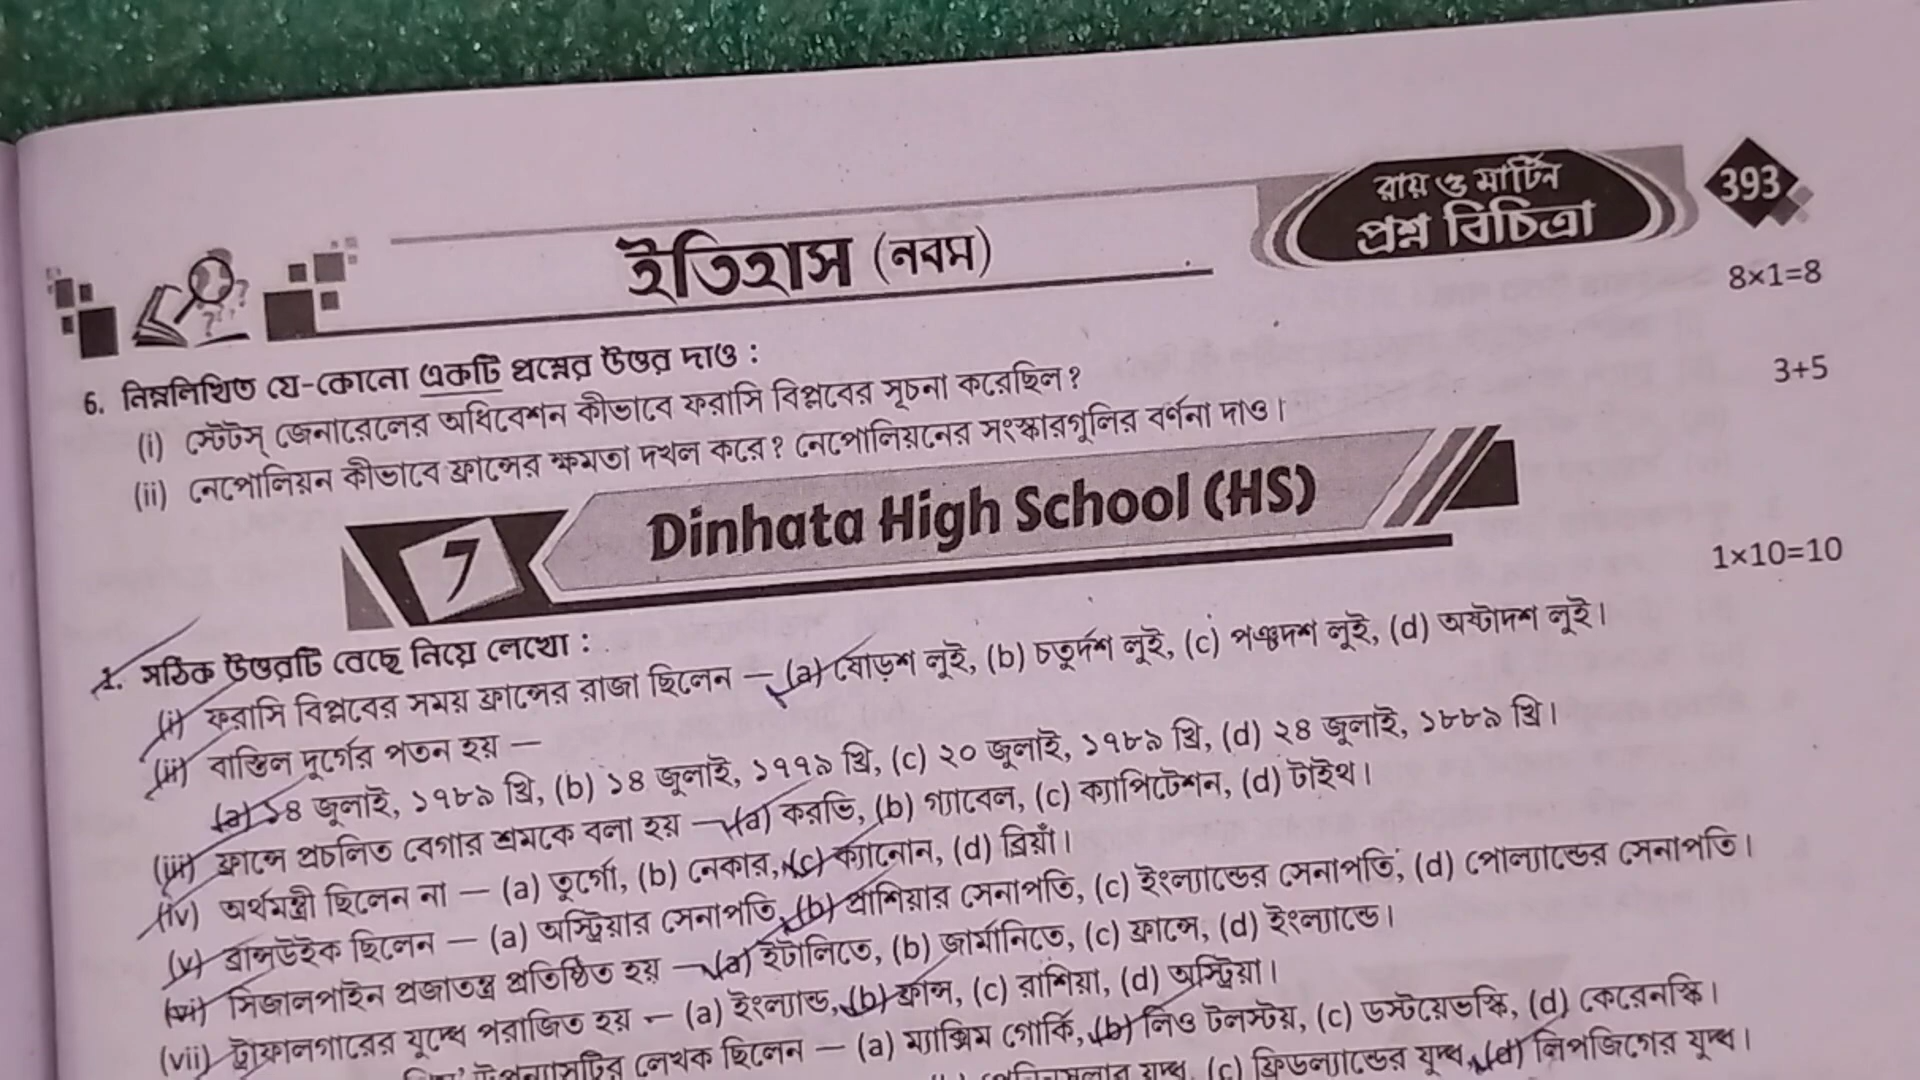 রায় ও মার্টিন
প্রশ্ন বিচিত্রা
393
ইতিহাস (নবম)
8×1=8
6. নিম্নলিখিত যে-কোনো একটি প্রশ্নের উত্তর দাও :
(i) স্টেটস্ জেনারেলের অধিবেশন কীভাবে ফরাসি বিপ্লবের সূচনা করেছিল?
3+5
(ii) নেপোলিয়ন কীভাবে ফ্রান্সের ক্ষমতা দখল করে? নেপোলিয়নের সংস্কারগুলির বর্ণনা দাও।
7 Dinhata High School (HS)
1×10=10
1. সঠিক উত্তরটি বেছে নিয়ে লেখো :
(i) ফরাসি বিপ্লবের সময় ফ্রান্সের রাজা ছিলেন — (a) ষোড়শ লুই, (b) চতুর্দশ লুই, (c) পঞ্চদশ লুই, (d) অষ্টাদশ লুই।
(ii) বাস্তিল দুর্গের পতন হয় —
(a) ১৪ জুলাই, ১৭৮৯ খ্রি, (b) ১৪ জুলাই, ১৭৭৯ খ্রি, (c) ২০ জুলাই, ১৭৮৯ খ্রি, (d) ২৪ জুলাই, ১৮৮৯ খ্রি।
(iii) ফ্রান্সে প্রচলিত বেগার শ্রমকে বলা হয় — (a) করভি, (b) গ্যাবেল, (c) ক্যাপিটেশন, (d) টাইথ।
(iv) অর্থমন্ত্রী ছিলেন না — (a) তুর্গো, (b) নেকার, (c) ক্যানোন, (d) ব্রিয়াঁ।
(v) ব্রান্সউইক ছিলেন — (a) অস্ট্রিয়ার সেনাপতি, (b) প্রাশিয়ার সেনাপতি, (c) ইংল্যান্ডের সেনাপতি, (d) পোল্যান্ডের সেনাপতি।
(vi) সিজালপাইন প্রজাতন্ত্র প্রতিষ্ঠিত হয় — (a) ইটালিতে, (b) জার্মানিতে, (c) ফ্রান্সে, (d) ইংল্যান্ডে।
(vii) ট্রাফালগারের যুদ্ধে পরাজিত হয় — (a) ইংল্যান্ড, (b) ফ্রান্স, (c) রাশিয়া, (d) অস্ট্রিয়া।
উপন্যাসটির লেখক ছিলেন — (a) ম্যাক্সিম গোর্কি, (b) লিও টলস্টয়, (c) ডস্টয়েভস্কি, (d) কেরেনস্কি।
(c) ফ্রিডল্যান্ডের যুদ্ধ, (d) লিপজিগের যুদ্ধ।